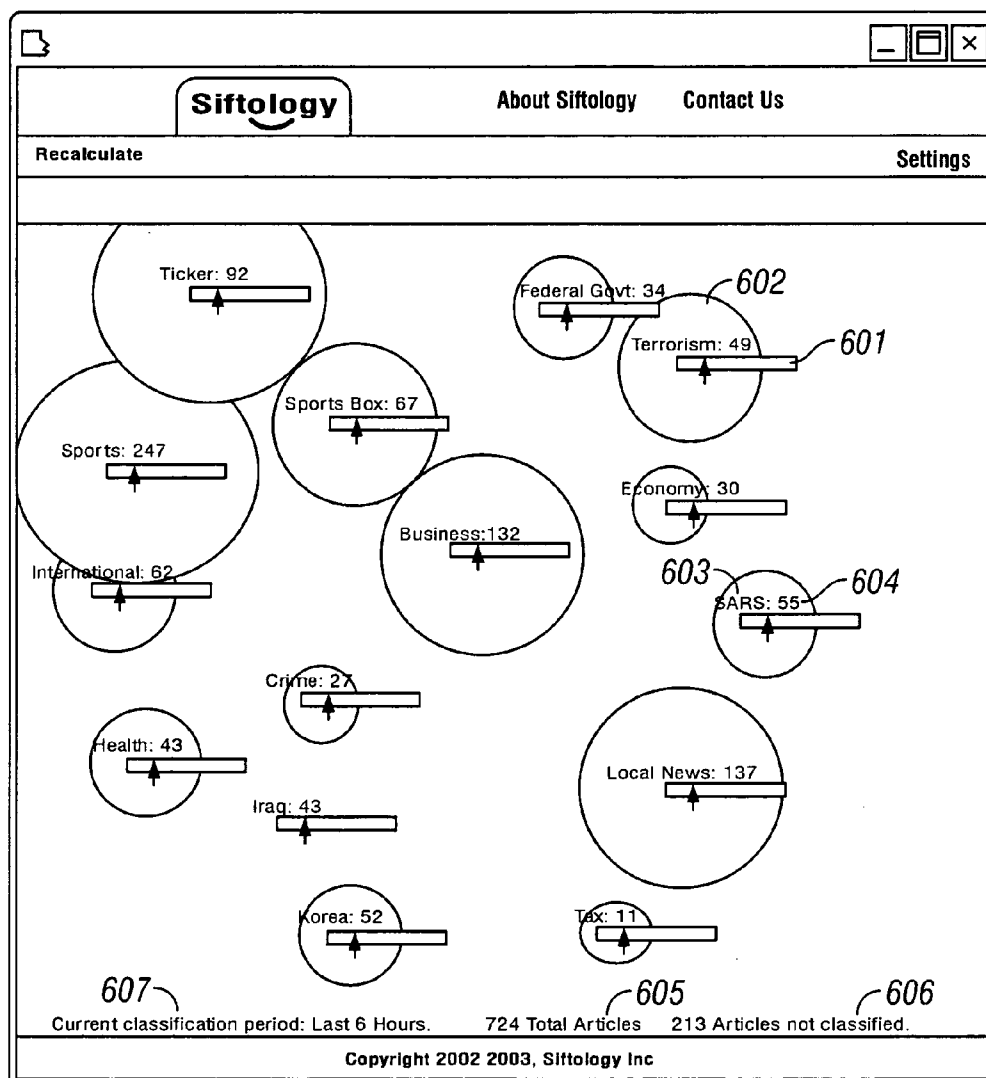 Siftology
About Siftology
Contact Us
Recalculate
Settings
Ticker: 92
Federal Govt: 34
602
Terrorism: 49
601
Sports Box: 67
Sports: 247
Economy: 30
Business:132
International: 62
603
604
SARS: 55
Crime: 27
Health: 43
Local News: 137
Iraq: 43
Korea: 52
Tax: 11
607
605
606
Current classification period: Last 6 Hours.
724 Total Articles
213 Articles not classified.
Copyright 2002 2003, Siftology Inc